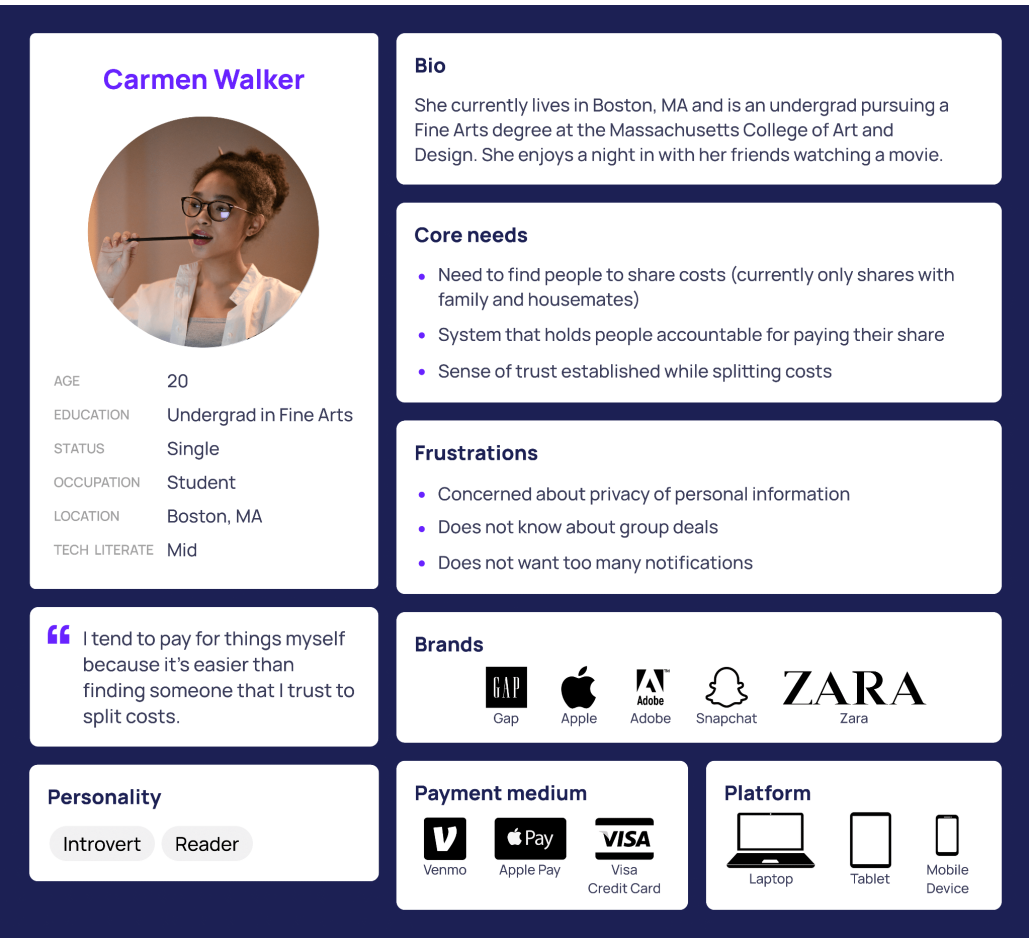 Carmen Walker
AGE 20
EDUCATION Undergrad in Fine Arts
STATUS Single
OCCUPATION Student
LOCATION Boston, MA
TECH LITERATE Mid
“ I tend to pay for things myself
because it’s easier than
finding someone that I trust to
split costs.
Personality
Introvert Reader
Bio
She currently lives in Boston, MA and is an undergrad pursuing a
Fine Arts degree at the Massachusetts College of Art and
Design. She enjoys a night in with her friends watching a movie.
Core needs
• Need to find people to share costs (currently only shares with
family and housemates)
• System that holds people accountable for paying their share
• Sense of trust established while splitting costs
Frustrations
• Concerned about privacy of personal information
• Does not know about group deals
• Does not want too many notifications
Brands
GAP Adobe™ ZARA
Gap Apple Adobe Snapchat Zara
Payment medium
V Pay VISA
Venmo Apple Pay Visa
Credit Card
Platform
Laptop Tablet Mobile
Device